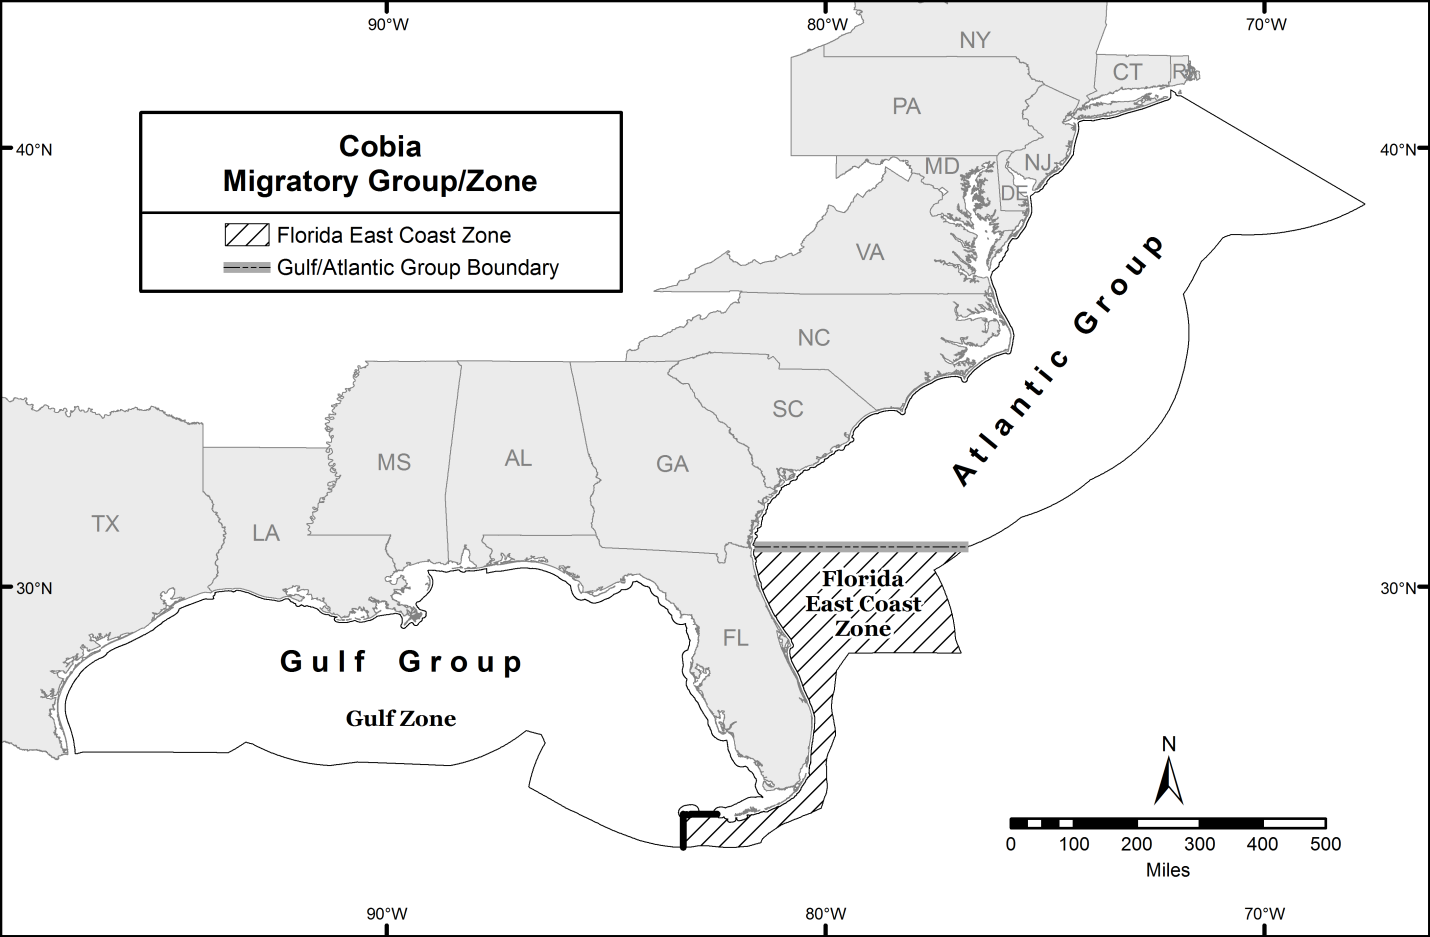 90°W
80°W
70°W
NY
CT
RI
PA
40°N
40°N
Cobia
Migratory Group/Zone
Florida East Coast Zone
Gulf/Atlantic Group Boundary
MD
NJ
DE
VA
Atlantic Group
NC
SC
MS
AL
GA
TX
LA
30°N
30°N
Florida
East Coast
Zone
FL
Gulf Group
Gulf Zone
N
0 100 200 300 400 500
Miles
90°W
80°W
70°W